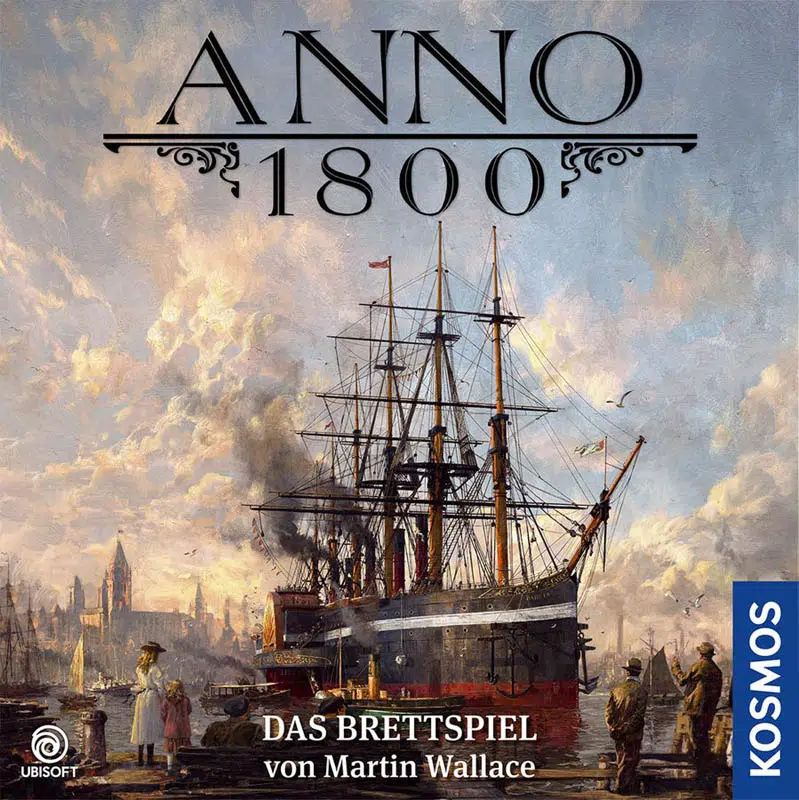 ANNO
1800
DAS BRETTSPIEL
von Martin Wallace
UBISOFT
KOSMOS